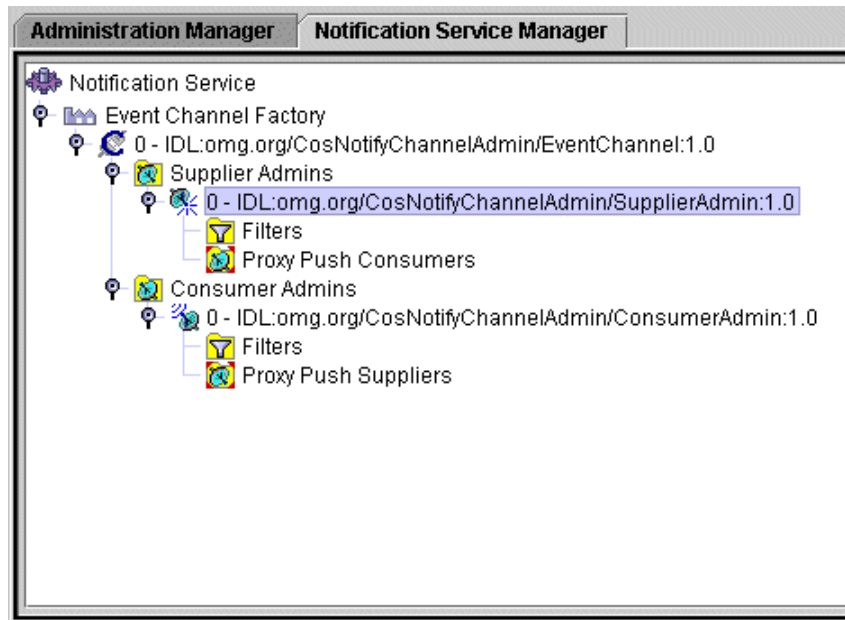 Administration Manager
Notification Service Manager
Notification Service
Event Channel Factory
0 - IDL:omg.org/CosNotifyChannelAdmin/EventChannel:1.0
Supplier Admins
0 - IDL:omg.org/CosNotifyChannelAdmin/SupplierAdmin:1.0
Filters
Proxy Push Consumers
Consumer Admins
0 - IDL:omg.org/CosNotifyChannelAdmin/ConsumerAdmin:1.0
Filters
Proxy Push Suppliers